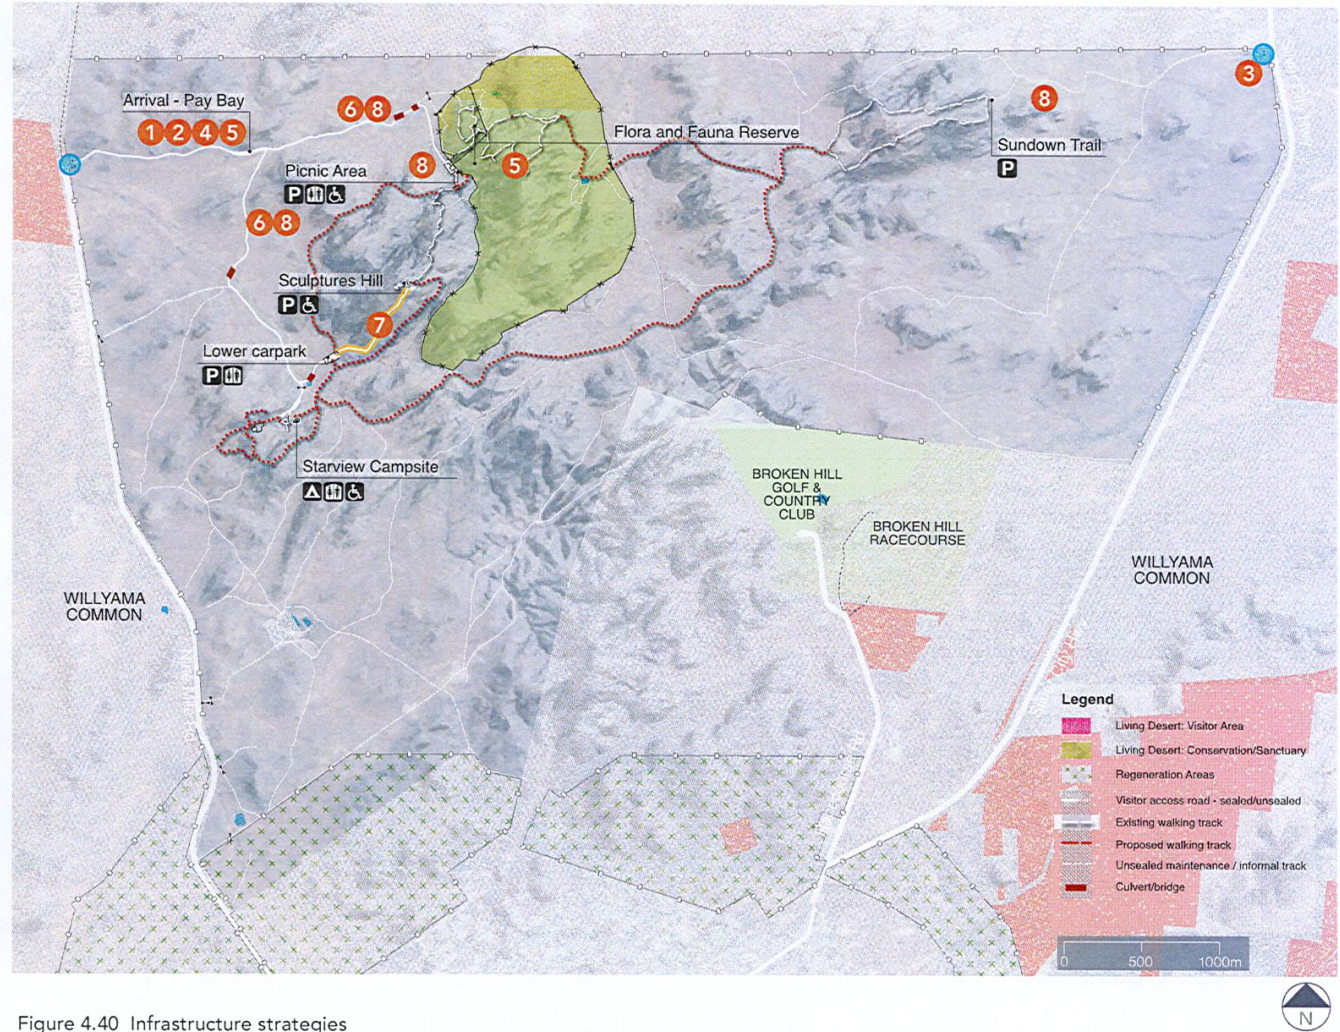 Arrival - Pay Bay
1 2 4 5
6 8
3
8
Flora and Fauna Reserve
Sundown Trail
P
8
5
Picnic Area
P
6 8
Sculptures Hill
P
7
Lower carpark
P
Starview Campsite
BROKEN HILL
GOLF &
COUNTRY
CLUB
BROKEN HILL
RACECOURSE
WILLYAMA
COMMON
WILLYAMA
COMMON
Legend
Living Desert: Visitor Area
Living Desert: Conservation/Sanctuary
Regeneration Areas
Visitor access road - sealed/unsealed
Existing walking track
Proposed walking track
Unsealed maintenance / informal track
Culvert/bridge
0 500 1000m
N
Figure 4.40 Infrastructure strategies